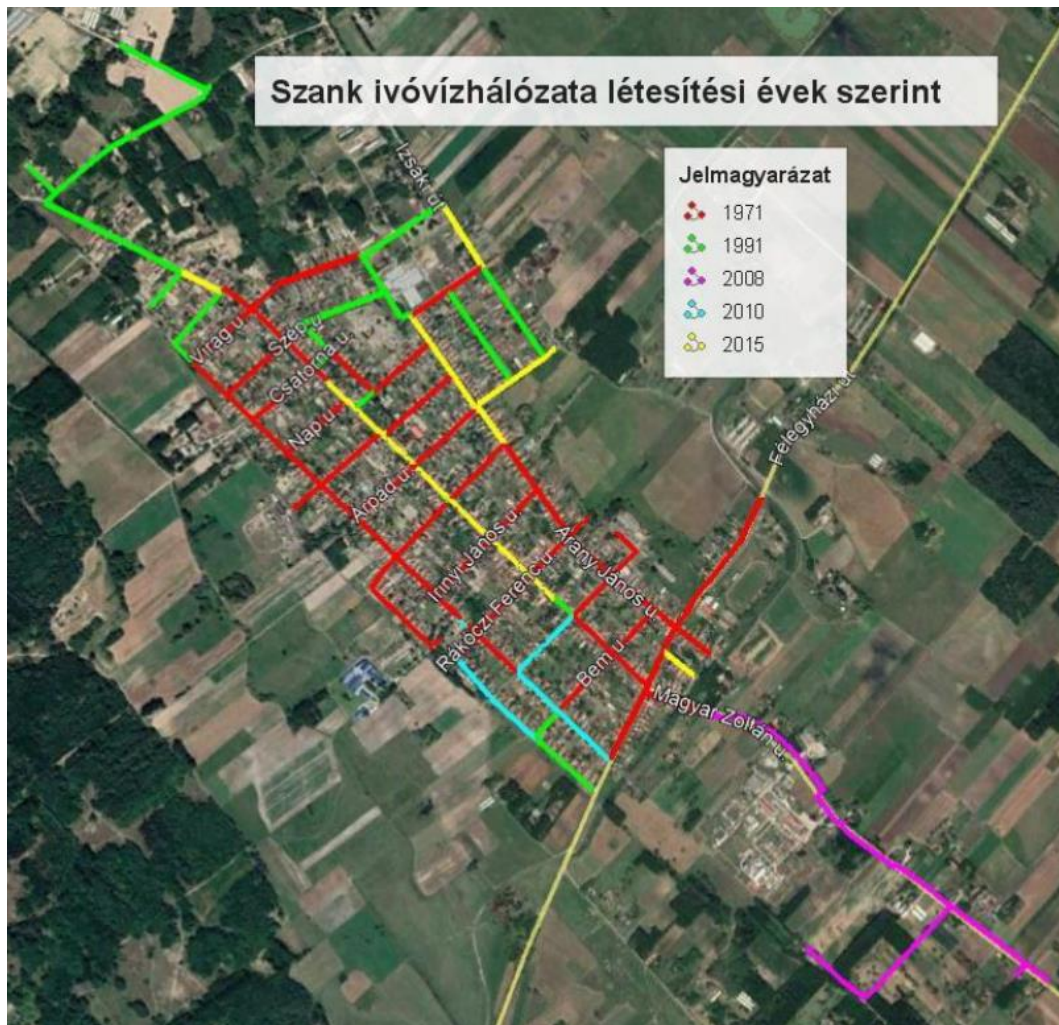 Szank ivóvízhálózata létesítési évek szerint
Izsáki út
Jelmagyarázat
1971
1991
2008
2010
2015
Virág u.
Szép u.
Csatorna u.
Nap u.
Félegyházi út
Árpád u.
Irinyi János u.
Arany János u.
Rákóczi Ferenc u.
Bem u.
Magyar Zoltán u.